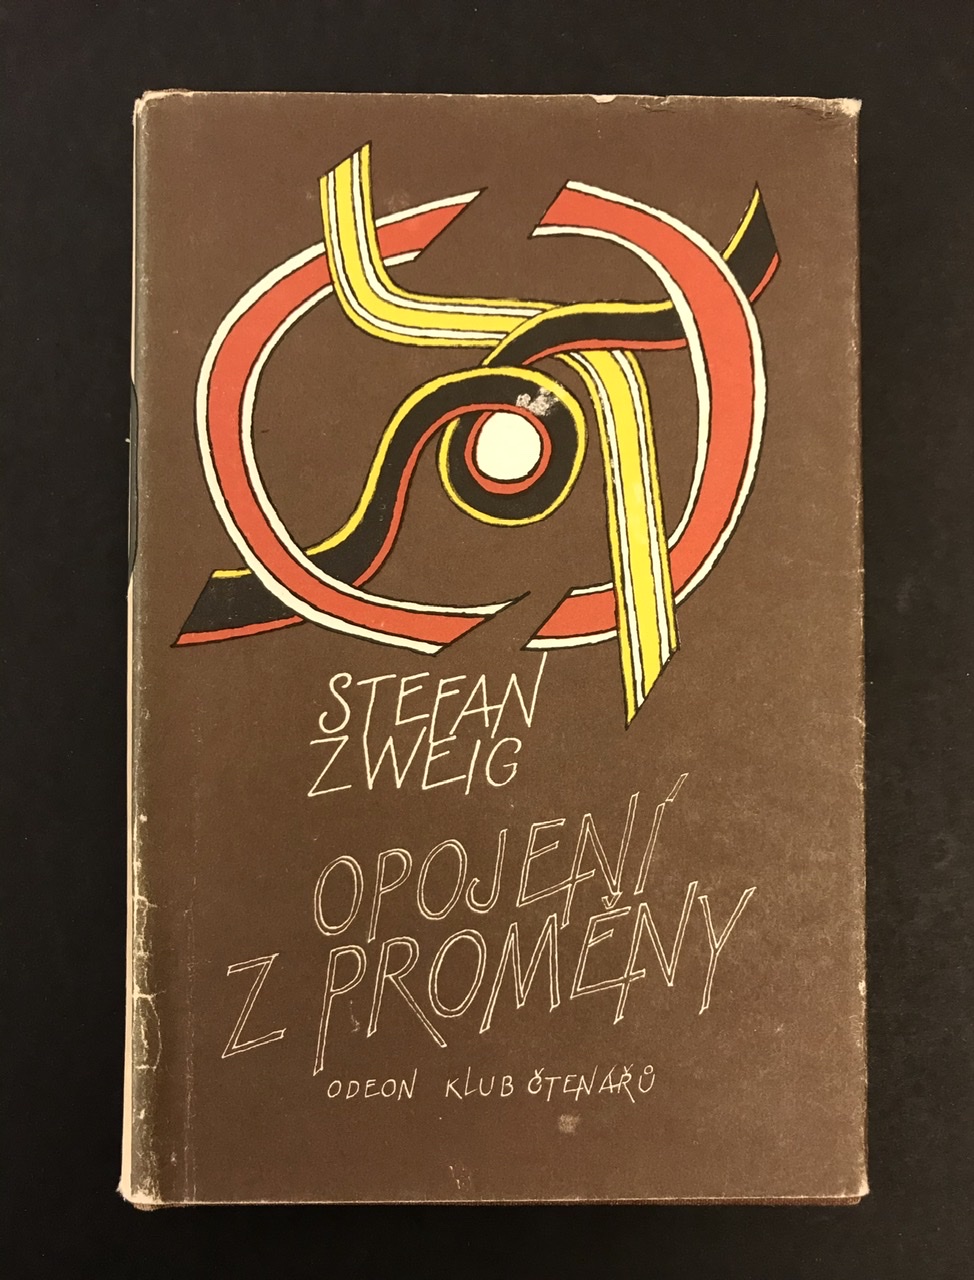 STEFAN
ZWEIG
OPOJENÍ
Z PROMĚNY
ODEON KLUB ČTENÁŘŮ